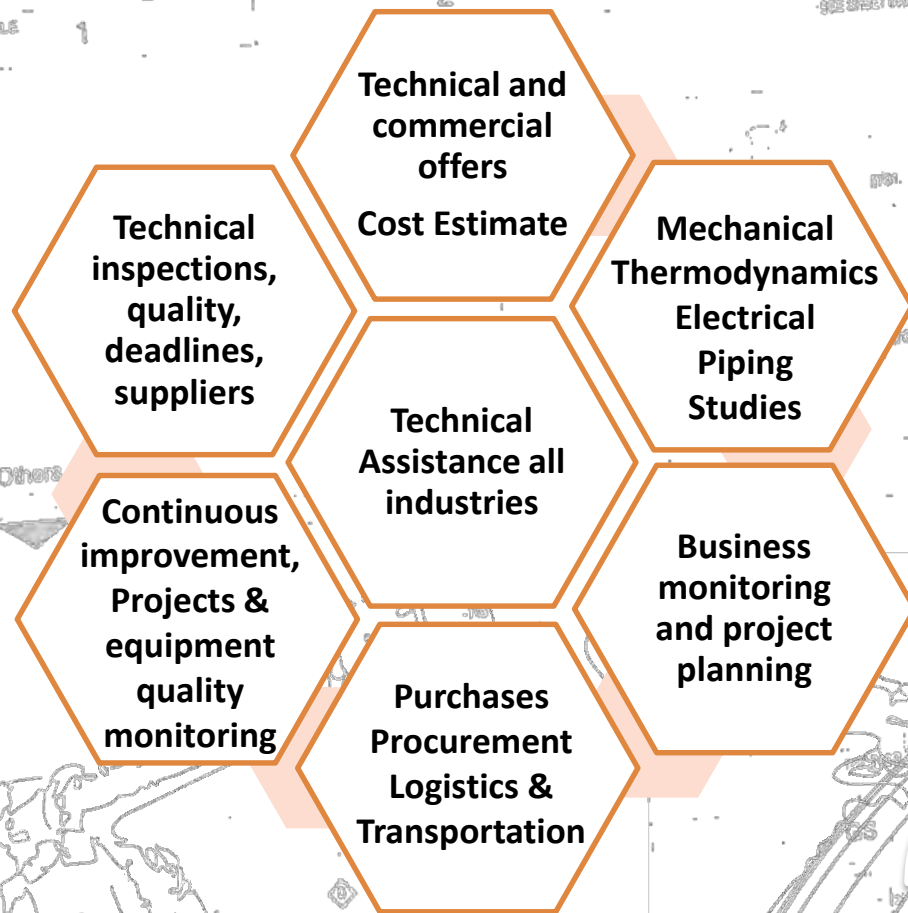 Technical and
commercial
offers
Cost Estimate
Technical
inspections,
quality,
deadlines,
suppliers
Mechanical
Thermodynamics
Electrical
Piping
Studies
Technical
Assistance all
industries
Others
Continuous
improvement,
Projects &
equipment
quality
monitoring
Business
monitoring
and project
planning
Purchases
Procurement
Logistics &
Transportation